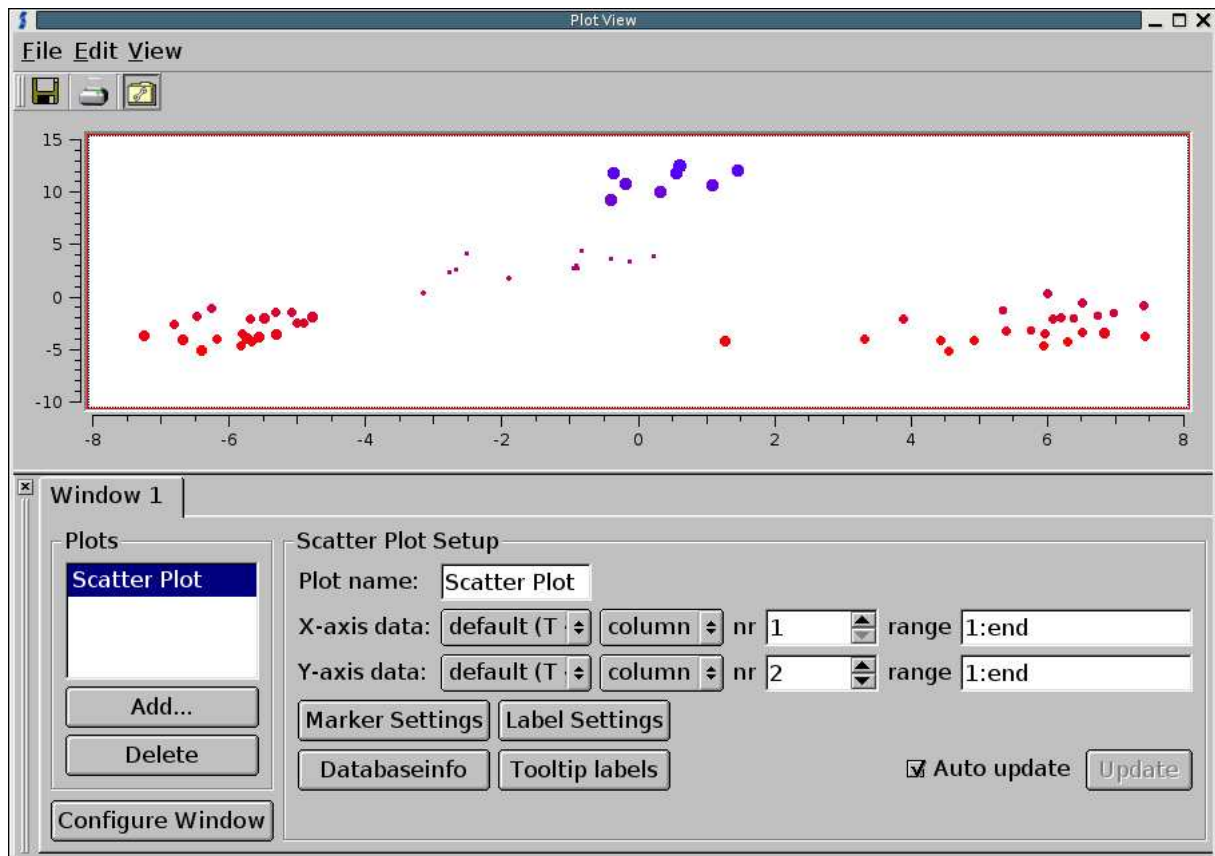 Plot View
File Edit View
15
10
5
0
-5
-10
-8 -6 -4 -2 0 2 4 6 8
Window 1
Plots
Scatter Plot
Add...
Delete
Configure Window
Scatter Plot Setup
Plot name: Scatter Plot
X-axis data: default (T column nr 1 range 1:end
Y-axis data: default (T column nr 2 range 1:end
Marker Settings Label Settings
Databaseinfo Tooltip labels Auto update Update